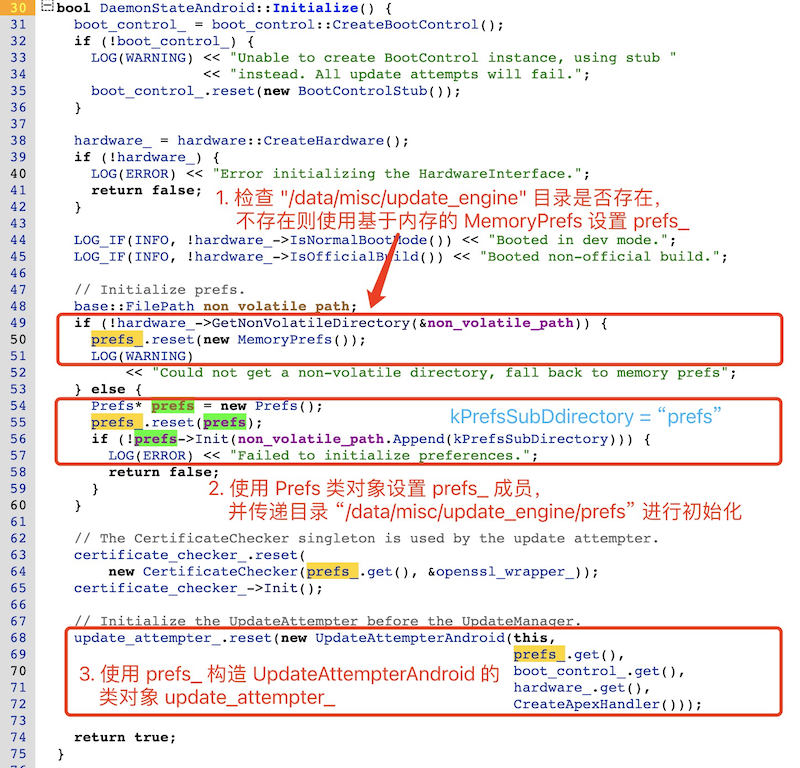 30 bool DaemonStateAndroid::Initialize() {
31 boot_control_ = boot_control::CreateBootControl();
32 if (!boot_control_) {
33 LOG(WARNING) << "Unable to create BootControl instance, using stub "
34 << "instead. All update attempts will fail.";
35 boot_control_.reset(new BootControlStub());
36 }
37
38 hardware_ = hardware::CreateHardware();
39 if (!hardware_) {
40 LOG(ERROR) << "Error initializing the HardwareInterface.";
41 return false;
1. 检查 "/data/misc/update_engine" 目录是否存在,
42 }
43
不存在则使用基于内存的 MemoryPrefs 设置 prefs_
44 LOG_IF(INFO, !hardware_->IsNormalBootMode()) << "Booted in dev mode.";
45 LOG_IF(INFO, !hardware_->IsOfficialBuild()) << "Booted non-official build.";
46
47 // Initialize prefs.
48 base::FilePath non_volatile_path;
49 if (!hardware_->GetNonVolatileDirectory(&non_volatile_path)) {
50 prefs_.reset(new MemoryPrefs());
51 LOG(WARNING)
52 << "Could not get a non-volatile directory, fall back to memory prefs";
53 } else {
54 Prefs* prefs = new Prefs();
55 prefs_.reset(prefs);
kPrefsSubDdirectory = “prefs”
56 if (!prefs->Init(non_volatile_path.Append(kPrefsSubDirectory))) {
57 LOG(ERROR) << "Failed to initialize preferences.";
58 return false;
59 }
2. 使用 Prefs 类对象设置 prefs_ 成员,
60 }
并传递目录 “/data/misc/update_engine/prefs” 进行初始化
61
62 // The CertificateChecker singleton is used by the update attempter.
63 certificate_checker_.reset(
64 new CertificateChecker(prefs_.get(), &openssl_wrapper_));
65 certificate_checker_->Init();
66
67 // Initialize the UpdateAttempter before the UpdateManager.
68 update_attempter_.reset(new UpdateAttempterAndroid(this,
69 prefs_.get(),
70 boot_control_.get(),
3. 使用 prefs_ 构造 UpdateAttempterAndroid 的
71 hardware_.get(),
类对象 update_attempter_
72 CreateApexHandler()));
73
74 return true;
75 }